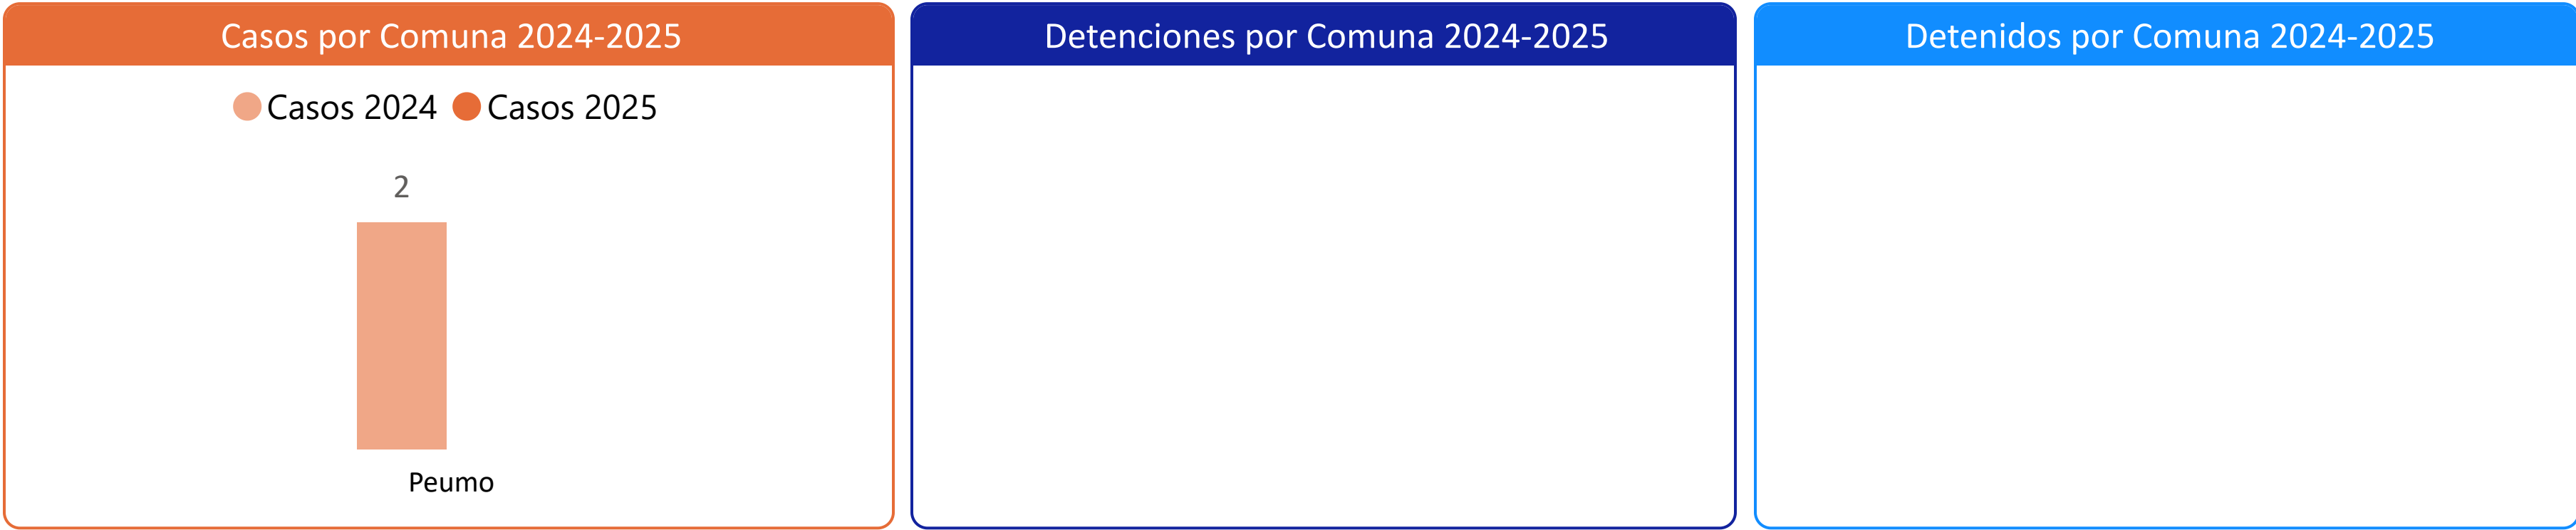 Casos por Comuna 2024-2025
Casos 2024 Casos 2025
2
Peumo
Detenciones por Comuna 2024-2025
Detenidos por Comuna 2024-2025